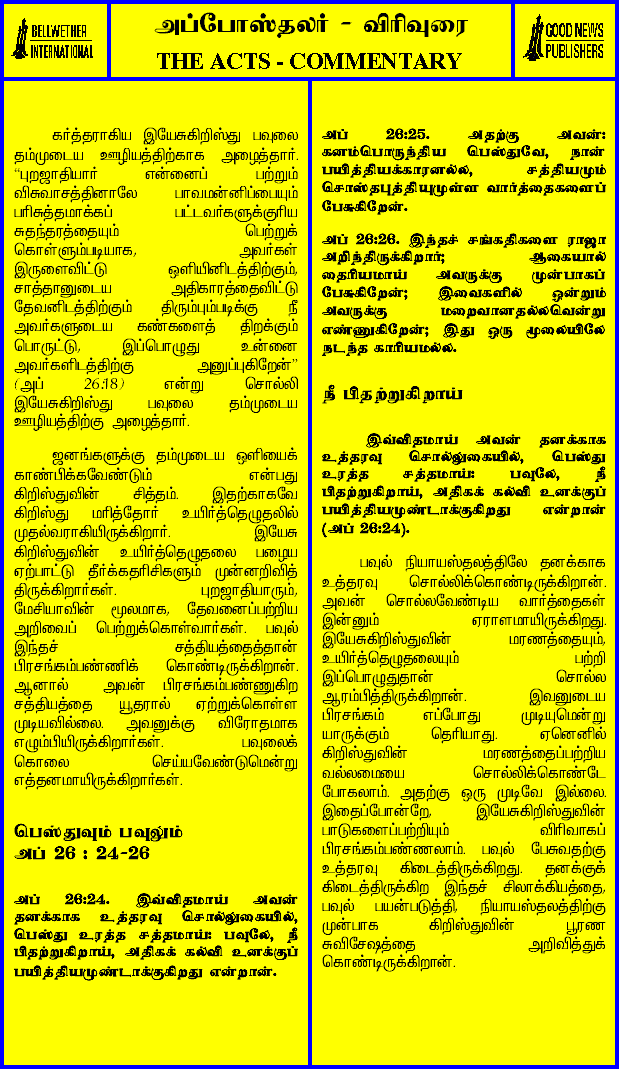 BELLWETHER
INTERNATIONAL
அப்போஸ்தலர் - விரிவுரை
THE ACTS - COMMENTARY
GOOD NEWS
PUBLISHERS
கர்த்தராகிய இயேசுகிறிஸ்து பவுலை
தம்முடைய ஊழியத்திற்காக அழைத்தார்.
“புறஜாதியார் என்னைப் பற்றும்
விசுவாசத்தினாலே பாவமன்னிப்பையும்
பரிசுத்தமாக்கப் பட்டவர்களுக்குரிய
சுதந்தரத்தையும் பெற்றுக்
கொள்ளும்படியாக, அவர்கள்
இருளைவிட்டு ஒளியினிடத்திற்கும்,
சாத்தானுடைய அதிகாரத்தைவிட்டு
தேவனிடத்திற்கும் திரும்பும்படிக்கு நீ
அவர்களுடைய கண்களைத் திறக்கும்
பொருட்டு, இப்பொழுது உன்னை
அவர்களிடத்திற்கு அனுப்புகிறேன்”
(அப் 26:18) என்று சொல்லி
இயேசுகிறிஸ்து பவுலை தம்முடைய
ஊழியத்திற்கு அழைத்தார்.
ஜனங்களுக்கு தம்முடைய ஒளியைக்
காண்பிக்கவேண்டும் என்பது
கிறிஸ்துவின் சித்தம். இதற்காகவே
கிறிஸ்து மரித்தோர் உயிர்த்தெழுதலில்
முதல்வராகியிருக்கிறார். இயேசு
கிறிஸ்துவின் உயிர்த்தெழுதலை பழைய
ஏற்பாட்டு தீர்க்கதரிசிகளும் முன்னறிவித்
திருக்கிறார்கள். புறஜாதியாரும்,
மேசியாவின் மூலமாக, தேவனைப்பற்றிய
அறிவைப் பெற்றுக்கொள்வார்கள். பவுல்
இந்தச் சத்தியத்தைத்தான்
பிரசங்கம்பண்ணிக் கொண்டிருக்கிறான்.
ஆனால் அவன் பிரசங்கம்பண்ணுகிற
சத்தியத்தை யூதரால் ஏற்றுக்கொள்ள
முடியவில்லை. அவனுக்கு விரோதமாக
எழும்பியிருக்கிறார்கள். பவுலைக்
கொலை செய்யவேண்டுமென்று
எத்தனமாயிருக்கிறார்கள்.
பெஸ்துவும் பவுலும்
அப் 26 : 24-26
அப் 26:24. இவ்விதமாய் அவன்
தனக்காக உத்தரவு சொல்லுகையில்,
பெஸ்து உரத்த சத்தமாய்: பவுலே, நீ
பிதற்றுகிறாய், அதிகக் கல்வி உனக்குப்
பயித்தியமுண்டாக்குகிறது என்றான்.
அப் 26:25. அதற்கு அவன்:
கனம்பொருந்திய பெஸ்துவே, நான்
பயித்தியக்காரனல்ல, சத்தியமும்
சொஸ்தபுத்தியுமுள்ள வார்த்தைகளைப்
பேசுகிறேன்.
அப் 26:26. இந்தச் சங்கதிகளை ராஜா
அறிந்திருக்கிறார்; ஆகையால்
தைரியமாய் அவருக்கு முன்பாகப்
பேசுகிறேன்; இவைகளில் ஒன்றும்
அவருக்கு மறைவானதல்லவென்று
எண்ணுகிறேன்; இது ஒரு மூலையிலே
நடந்த காரியமல்ல.
நீ பிதற்றுகிறாய்
இவ்விதமாய் அவன் தனக்காக
உத்தரவு சொல்லுகையில், பெஸ்து
உரத்த சத்தமாய்: பவுலே, நீ
பிதற்றுகிறாய், அதிகக் கல்வி உனக்குப்
பயித்தியமுண்டாக்குகிறது என்றான்
(அப் 26:24).
பவுல் நியாயஸ்தலத்திலே தனக்காக
உத்தரவு சொல்லிக்கொண்டிருக்கிறான்.
அவன் சொல்லவேண்டிய வார்த்தைகள்
இன்னும் ஏராளமாயிருக்கிறது.
இயேசுகிறிஸ்துவின் மரணத்தையும்,
உயிர்த்தெழுதலையும் பற்றி
இப்பொழுதுதான் சொல்ல
ஆரம்பித்திருக்கிறான். இவனுடைய
பிரசங்கம் எப்போது முடியுமென்று
யாருக்கும் தெரியாது. ஏனெனில்
கிறிஸ்துவின் மரணத்தைப்பற்றிய
வல்லமையை சொல்லிக்கொண்டே
போகலாம். அதற்கு ஒரு முடிவே இல்லை.
இதைப்போன்றே, இயேசுகிறிஸ்துவின்
பாடுகளைப்பற்றியும் விரிவாகப்
பிரசங்கம்பண்ணலாம். பவுல் பேசுவதற்கு
உத்தரவு கிடைத்திருக்கிறது. தனக்குக்
கிடைத்திருக்கிற இந்தச் சிலாக்கியத்தை,
பவுல் பயன்படுத்தி, நியாயஸ்தலத்திற்கு
முன்பாக கிறிஸ்துவின் பூரண
சுவிசேஷத்தை அறிவித்துக்
கொண்டிருக்கிறான்.